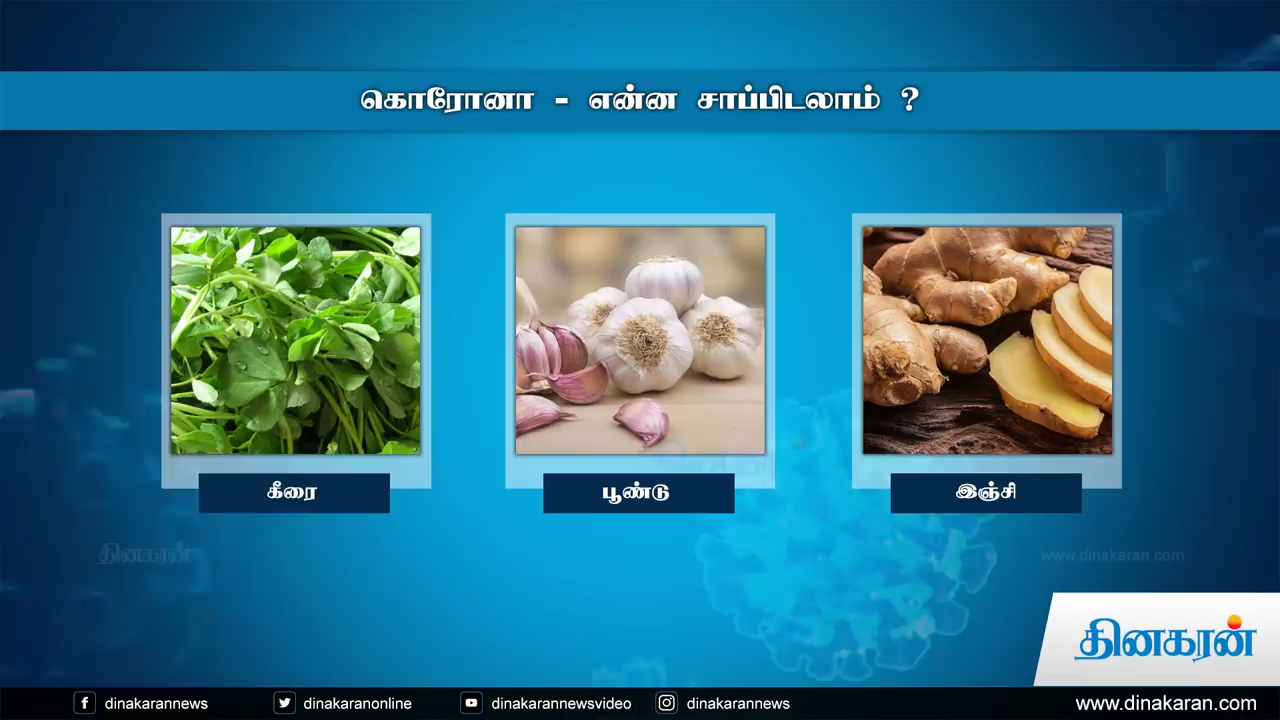 கொரோனா - என்ன சாப்பிடலாம் ?
கீரை
பூண்டு
இஞ்சி
தினகரன்
www.dinakaran.com
தினகரன்
dinakarannews
dinakaranonline
dinakarannewsvideo
dinakarannews
www.dinakaran.com